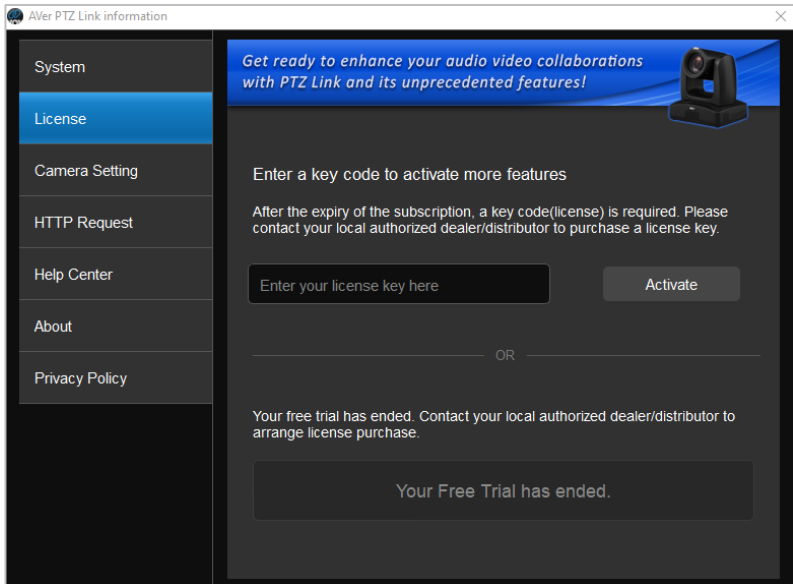 AVer PTZ Link information
System
License
Camera Setting
HTTP Request
Help Center
About
Privacy Policy
Get ready to enhance your audio video collaborations
with PTZ Link and its unprecedented features!
Enter a key code to activate more features
After the expiry of the subscription, a key code(license) is required. Please
contact your local authorized dealer/distributor to purchase a license key.
Enter your license key here
Activate
OR
Your free trial has ended. Contact your local authorized dealer/distributor to
arrange license purchase.
Your Free Trial has ended.